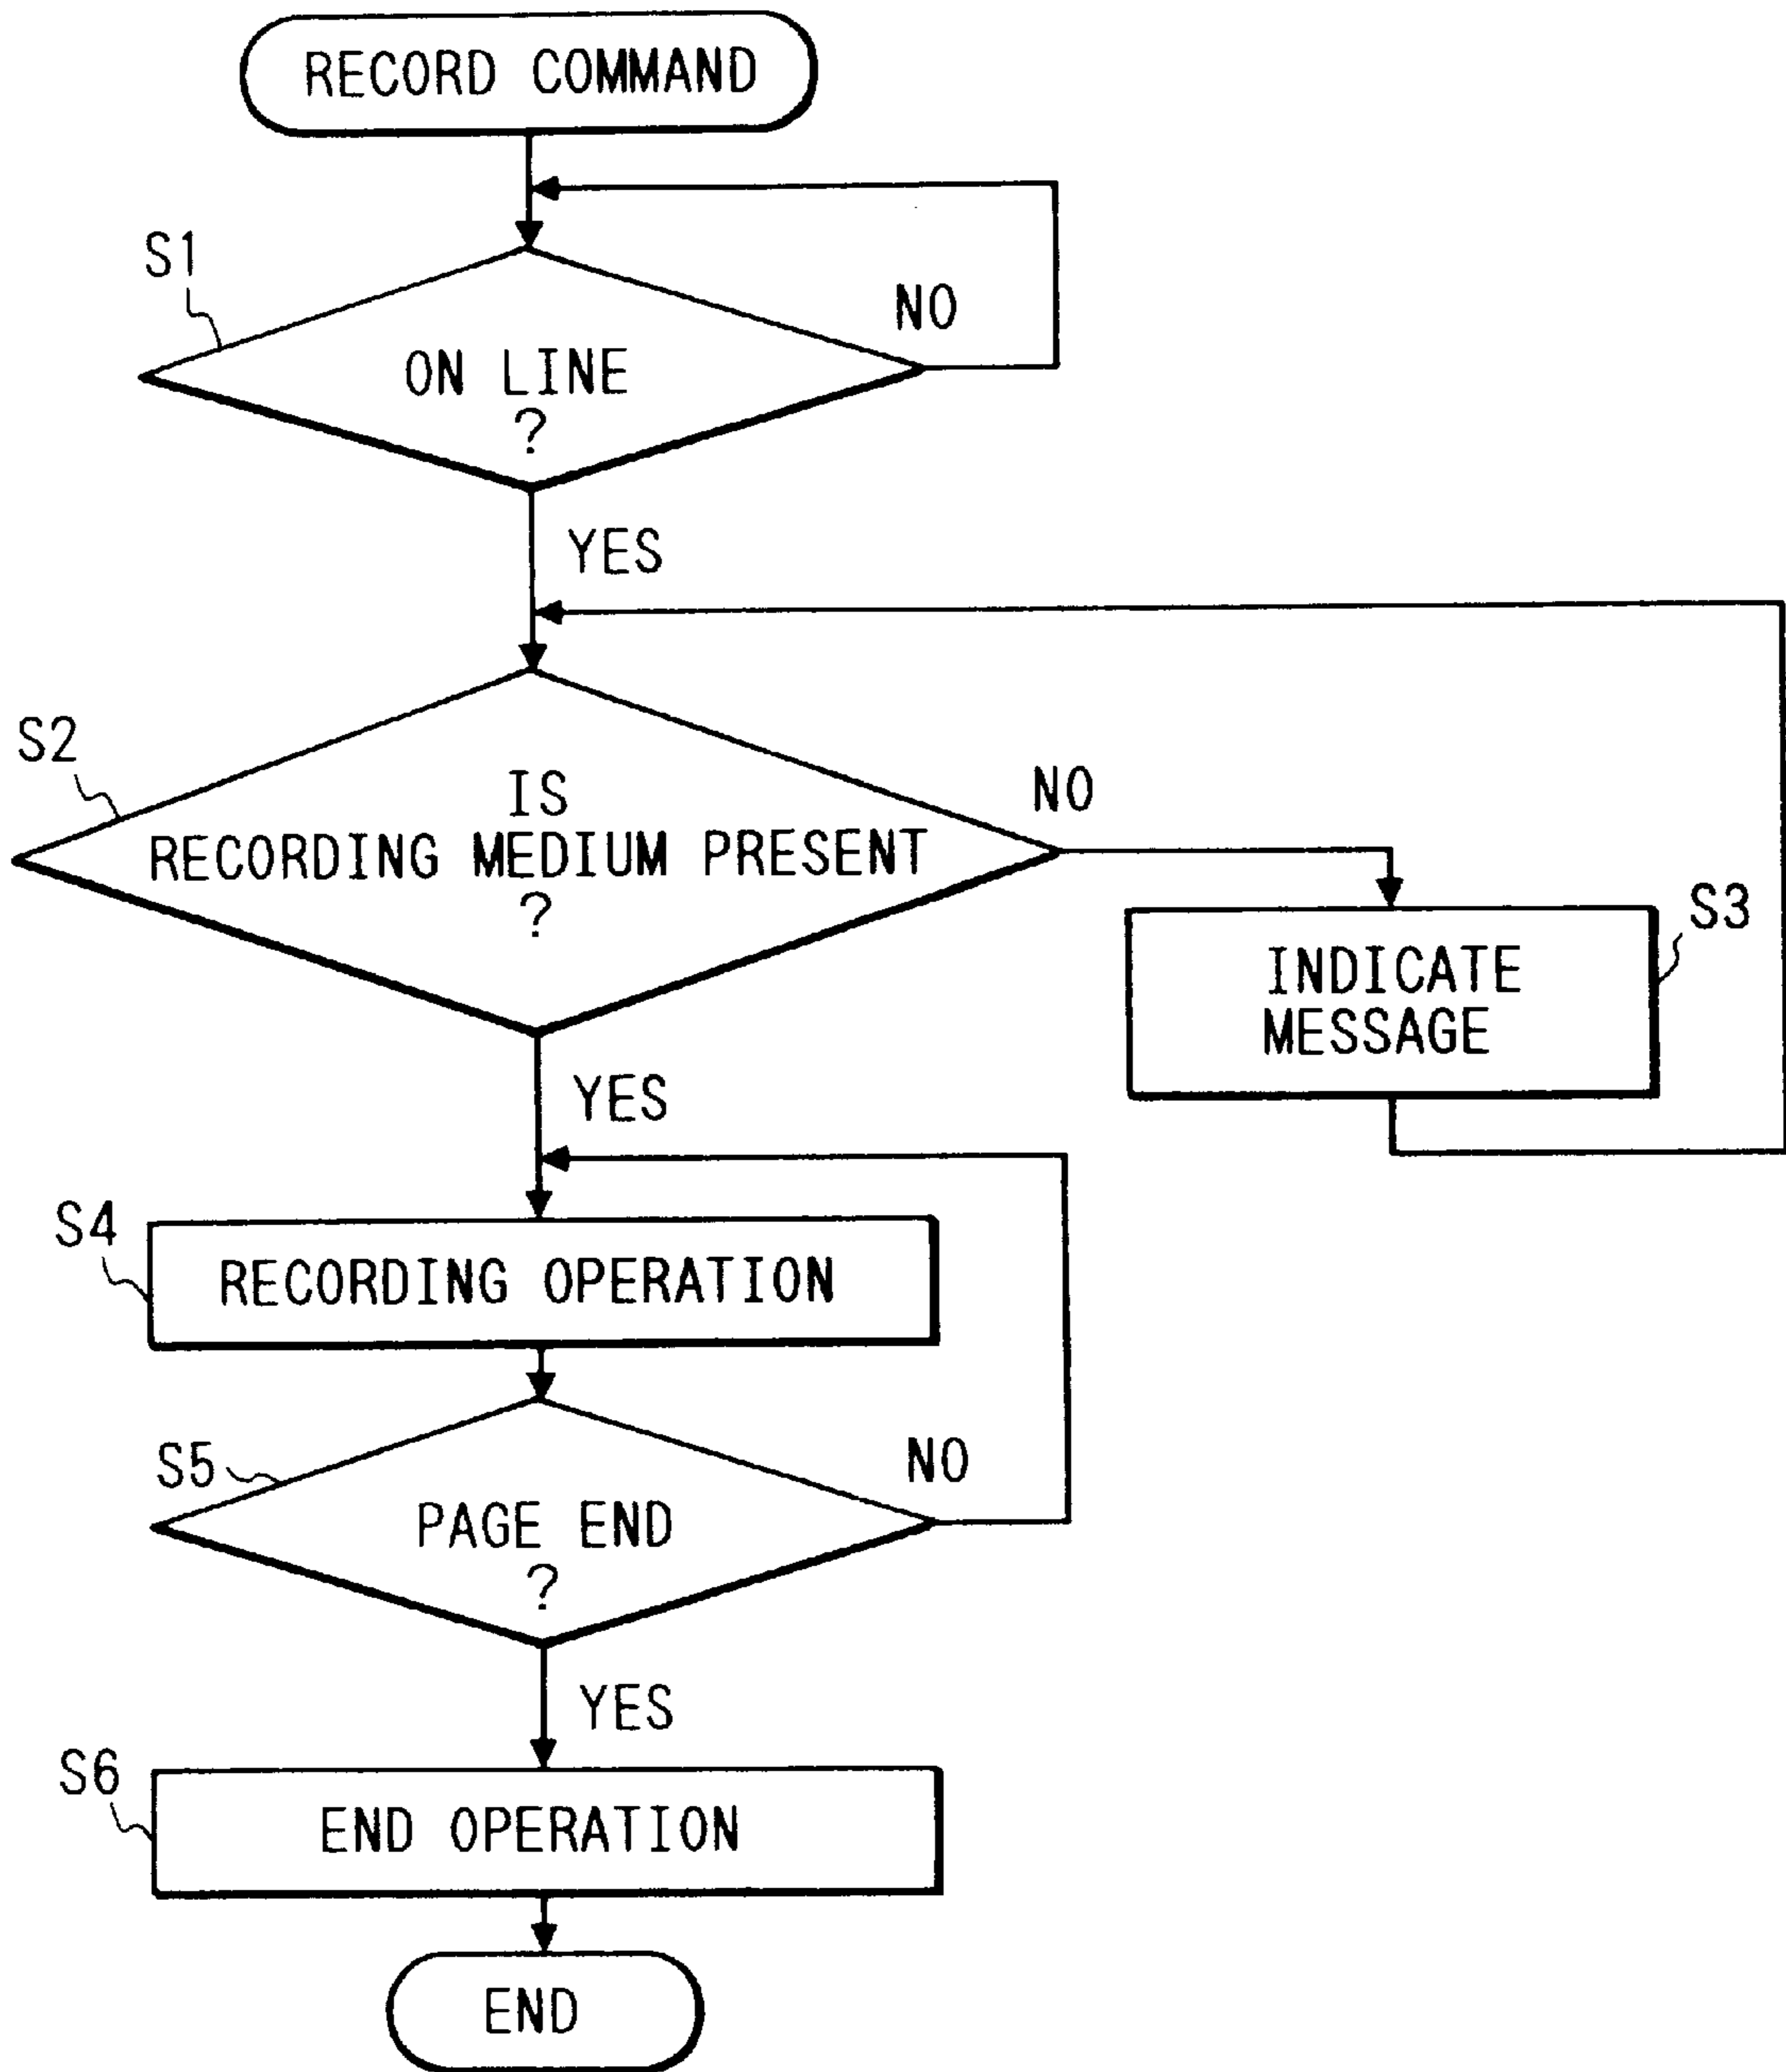 RECORD COMMAND
S1
NO
ON LINE
?
YES
S2
NO
IS
RECORDING MEDIUM PRESENT
?
S3
INDICATE
MESSAGE
YES
S4
RECORDING OPERATION
S5
NO
PAGE END
?
YES
S6
END OPERATION
END